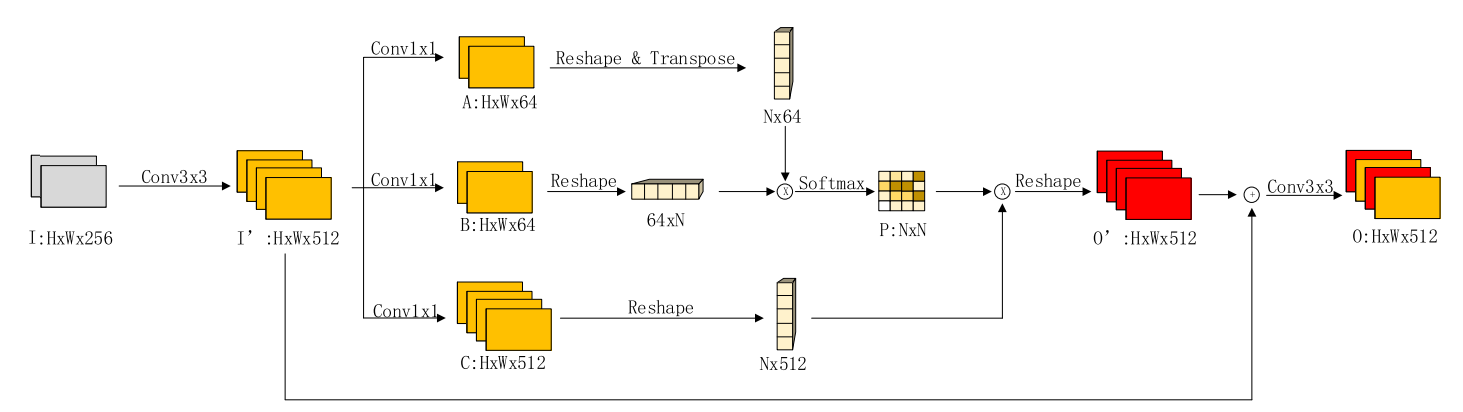 Conv1x1
Reshape & Transpose
A:HxWx64
Nx64
Conv3x3
I:HxWx256
I' :HxWx512
Conv1x1
Reshape
B:HxWx64
64xN
X
Softmax
P:NxN
X
Reshape
O' :HxWx512
+
Conv3x3
O:HxWx512
Conv1x1
Reshape
C:HxWx512
Nx512